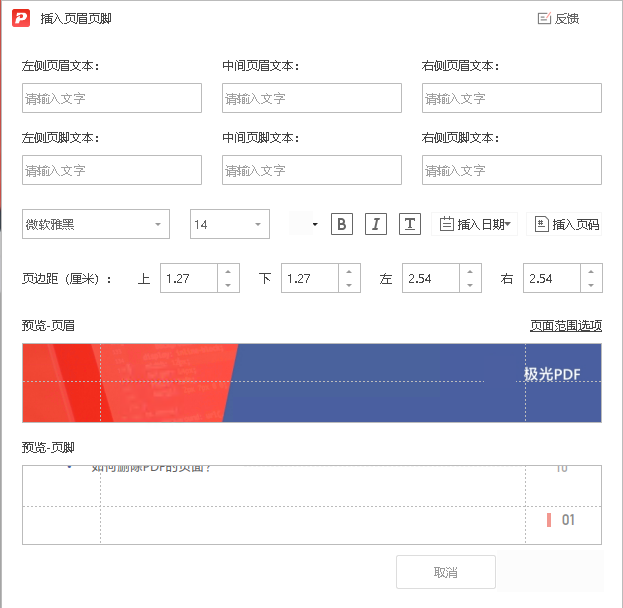 插入页眉页脚 反馈
左侧页眉文本： 中间页眉文本： 右侧页眉文本：
请输入文字 请输入文字 请输入文字
左侧页脚文本： 中间页脚文本： 右侧页脚文本：
请输入文字 请输入文字 请输入文字
微软雅黑 14 B I T 插入日期 插入页码
页边距（厘米）： 上 1.27 下 1.27 左 2.54 右 2.54
预览-页眉 页面范围选项
极光PDF
预览-页脚
如何删除PDF的页面？ 10
01
取消